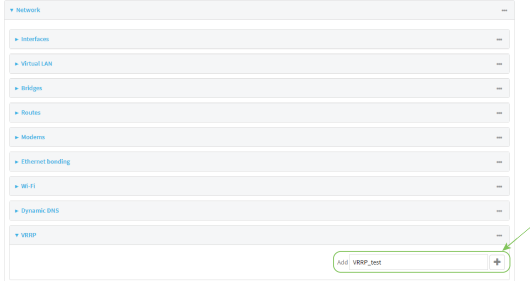 Network
Interfaces
Virtual LAN
Bridges
Routes
Modems
Ethernet bonding
Wi-Fi
Dynamic DNS
VRRP
Add VRRP_test